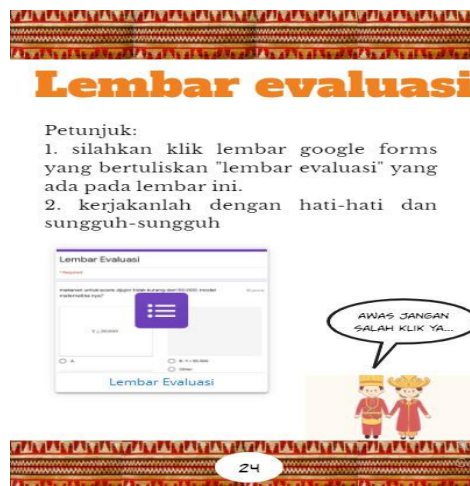 Lembar evaluasi
Petunjuk:
1. silahkan klik lembar google forms
yang bertuliskan "lembar evaluasi" yang
ada pada lembar ini.
2. kerjakanlah dengan hati-hati dan
sungguh-sungguh
Lembar Evaluasi
* Required
Lembar Evaluasi
AWAS JANGAN
SALAH KLIK YA...
24